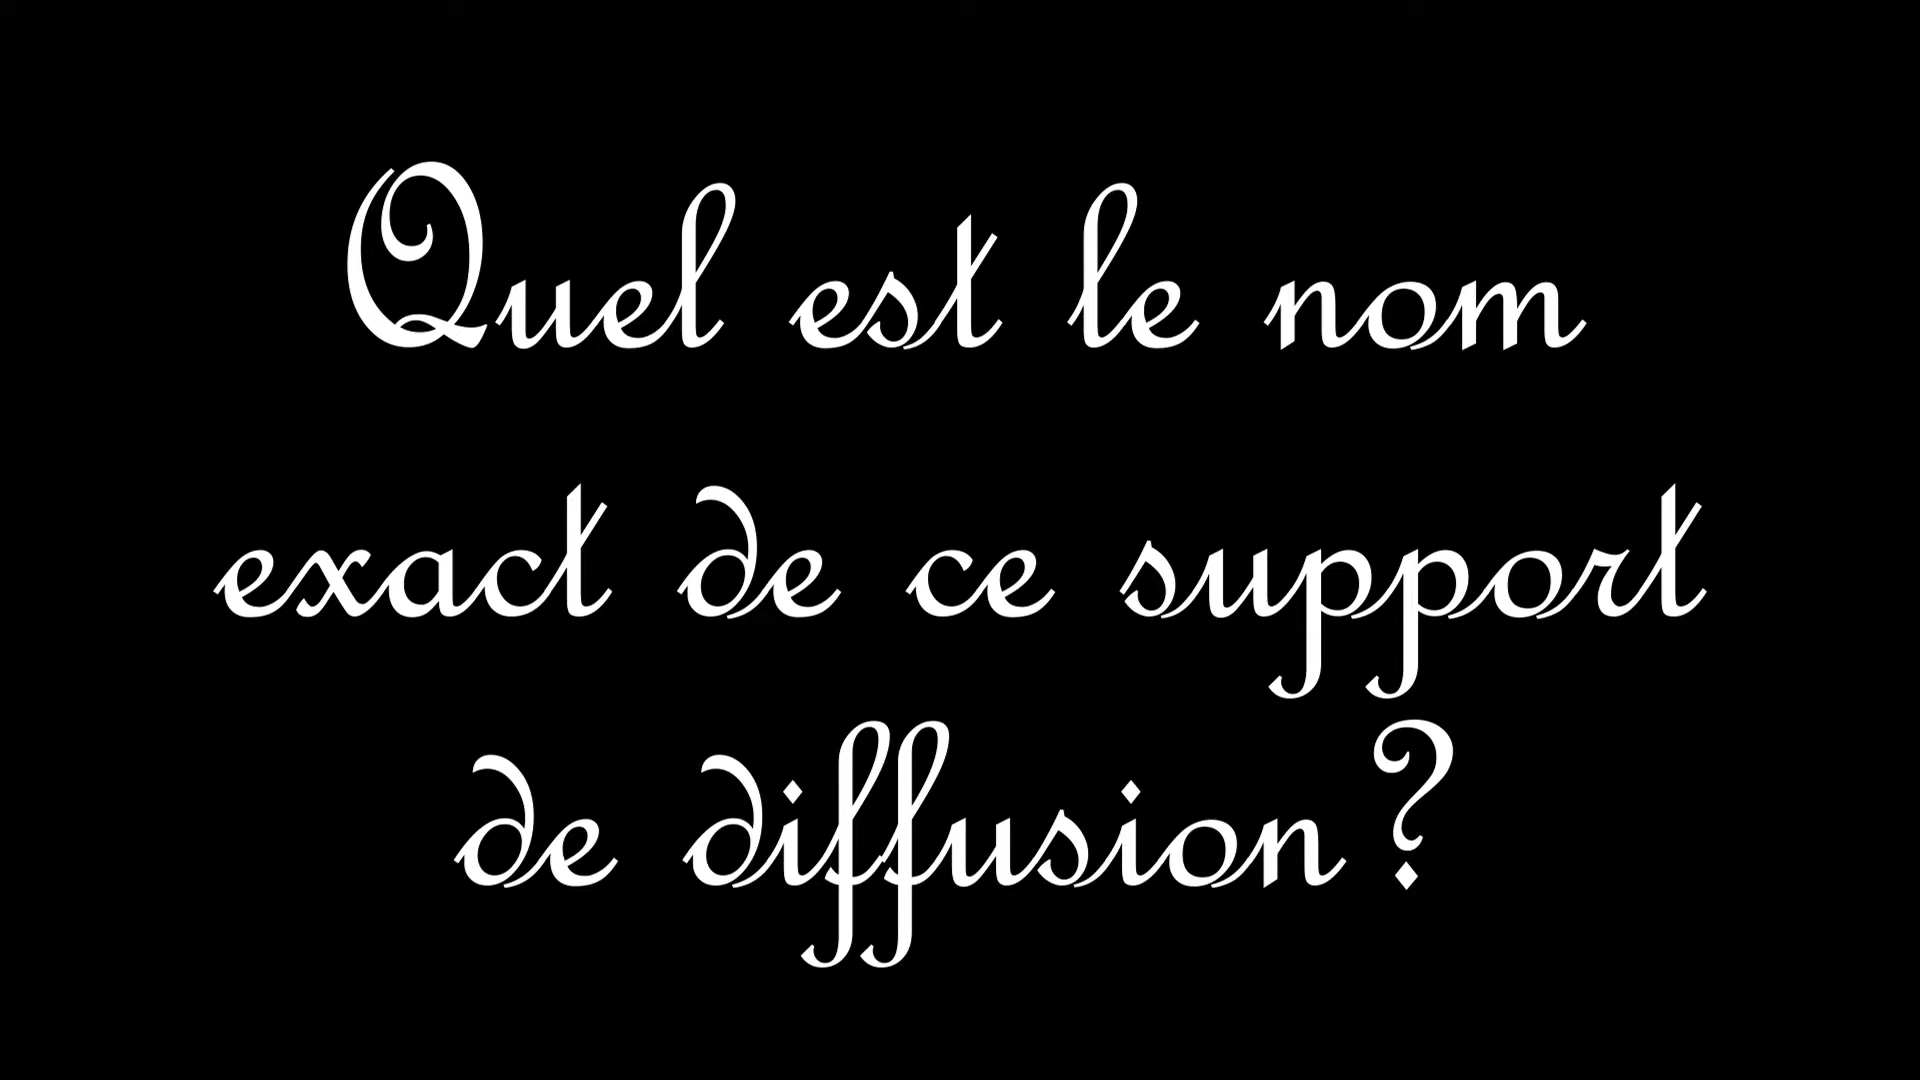 Quel est le nom
exact de ce support
de diffusion ?